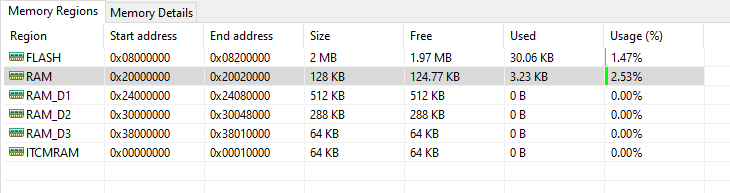 Memory Regions Memory Details
Region Start address End address Size Free Used Usage (%)
FLASH 0x08000000 0x08200000 2 MB 1.97 MB 30.06 KB 1.47%
RAM 0x20000000 0x20020000 128 KB 124.77 KB 3.23 KB 2.53%
RAM_D1 0x24000000 0x24080000 512 KB 512 KB 0 B 0.00%
RAM_D2 0x30000000 0x30048000 288 KB 288 KB 0 B 0.00%
RAM_D3 0x38000000 0x38010000 64 KB 64 KB 0 B 0.00%
ITCMRAM 0x00000000 0x00010000 64 KB 64 KB 0 B 0.00%